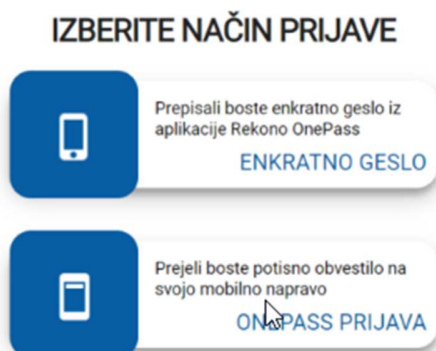 IZBERITE NAČIN PRIJAVE
Prepisali boste enkratno geslo iz
aplikacije Rekono OnePass
ENKRATNO GESLO
Prejeli boste potisno obvestilo na
svojo mobilno napravo
ONEPASS PRIJAVA